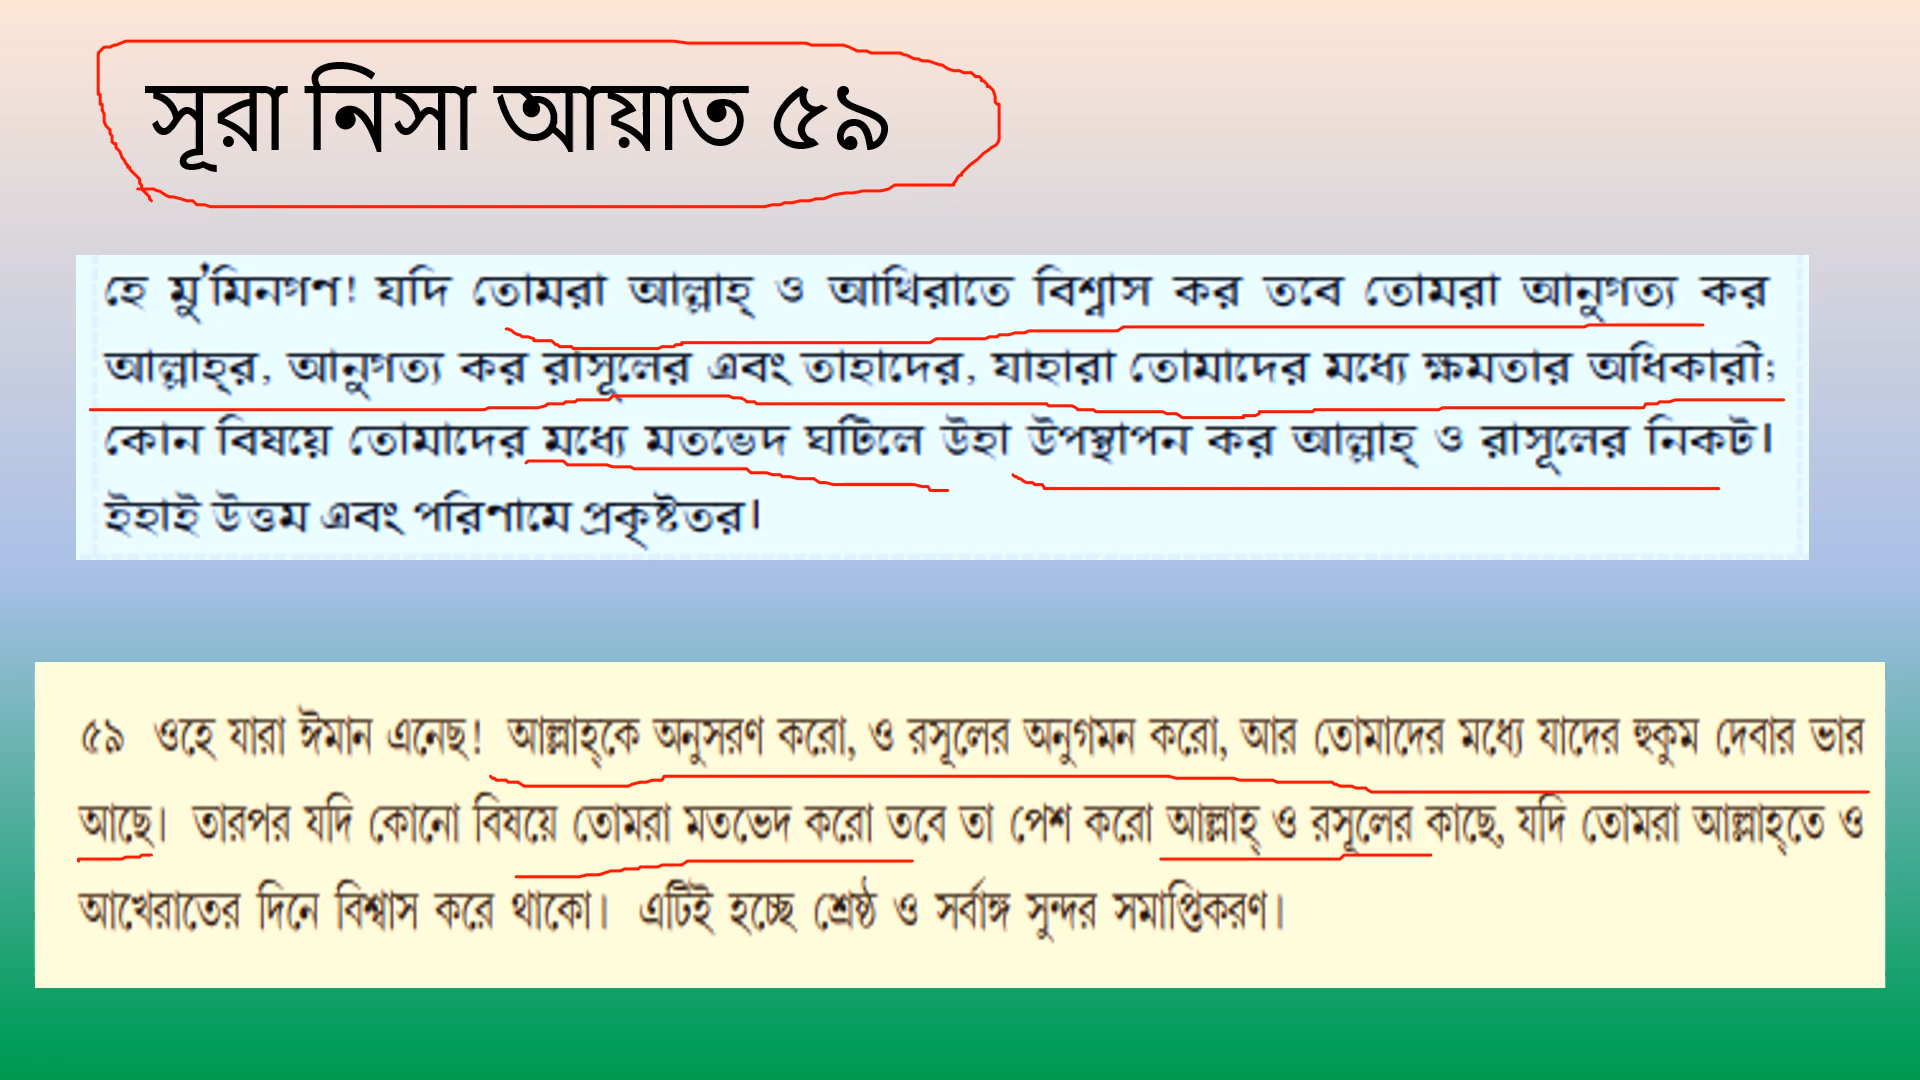 সূরা নিসা আয়াত ৫৯
হে মু'মিনগণ! যদি তোমরা আল্লাহ্ ও আখিরাতে বিশ্বাস কর তবে তোমরা আনুগত্য কর
আল্লাহ্‌র, আনুগত্য কর রাসূলের এবং তাহাদের, যাহারা তোমাদের মধ্যে ক্ষমতার অধিকারী;
কোন বিষয়ে তোমাদের মধ্যে মতভেদ ঘটিলে উহা উপস্থাপন কর আল্লাহ্ ও রাসূলের নিকট।
ইহাই উত্তম এবং পরিণামে প্রকৃষ্টতর।
৫৯ ওহে যারা ঈমান এনেছ! আল্লাহ্‌কে অনুসরণ করো, ও রসূলের অনুগমন করো, আর তোমাদের মধ্যে যাদের হুকুম দেবার ভার
আছে। তারপর যদি কোনো বিষয়ে তোমরা মতভেদ করো তবে তা পেশ করো আল্লাহ্ ও রসূলের কাছে, যদি তোমরা আল্লাহ্‌তে ও
আখেরাতের দিনে বিশ্বাস করে থাকো। এটিই হচ্ছে শ্রেষ্ঠ ও সর্বাঙ্গ সুন্দর সমাপ্তিকরণ।